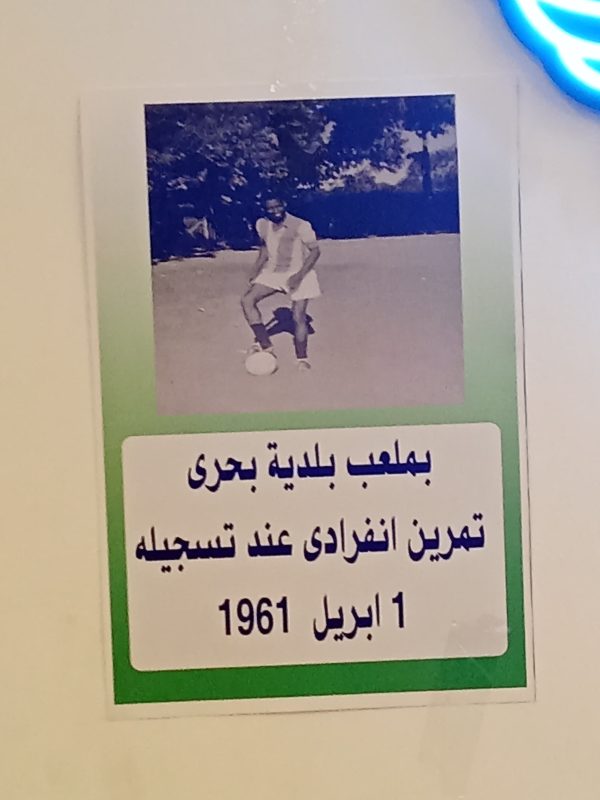 بملعب بلدية بحرى
تمرين انفرادى عند تسجيله
1 ابريل 1961